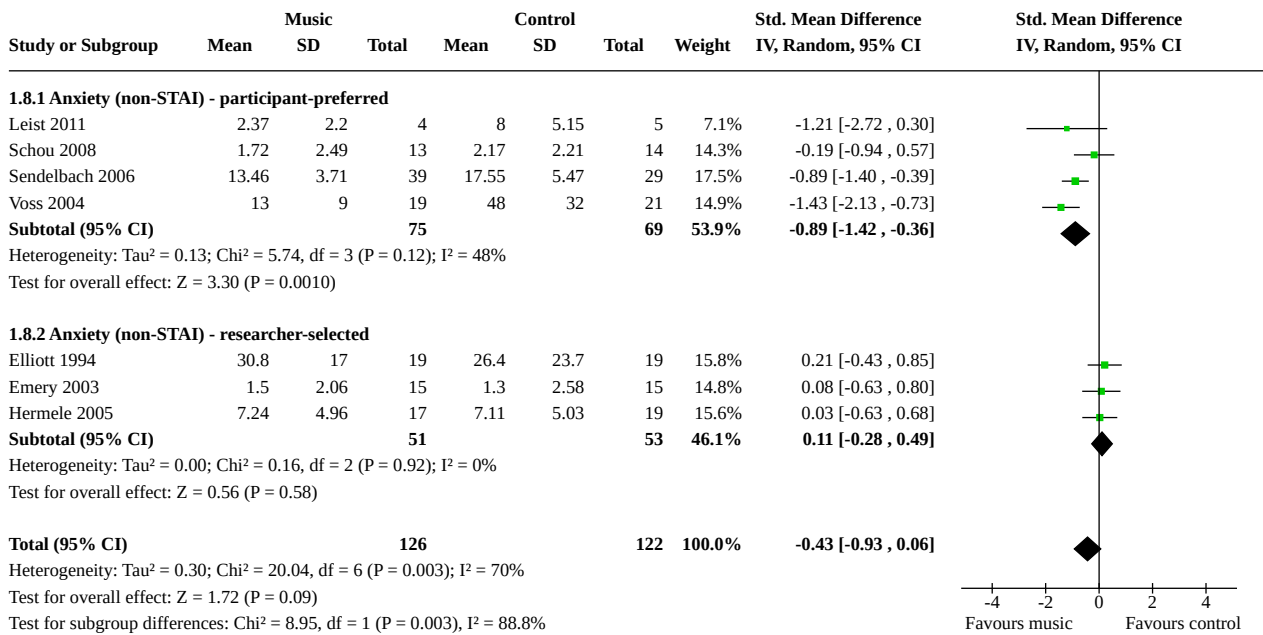 Music Control Std. Mean Difference Std. Mean Difference
Study or Subgroup Mean SD Total Mean SD Total Weight IV, Random, 95% CI IV, Random, 95% CI
1.8.1 Anxiety (non-STAI) - participant-preferred
Leist 2011 2.37 2.2 4 8 5.15 5 7.1% -1.21 [-2.72 , 0.30]
Schou 2008 1.72 2.49 13 2.17 2.21 14 14.3% -0.19 [-0.94 , 0.57]
Sendelbach 2006 13.46 3.71 39 17.55 5.47 29 17.5% -0.89 [-1.40 , -0.39]
Voss 2004 13 9 19 48 32 21 14.9% -1.43 [-2.13 , -0.73]
Subtotal (95% CI) 75 69 53.9% -0.89 [-1.42 , -0.36]
Heterogeneity: Tau² = 0.13; Chi² = 5.74, df = 3 (P = 0.12); I² = 48%
Test for overall effect: Z = 3.30 (P = 0.0010)
1.8.2 Anxiety (non-STAI) - researcher-selected
Elliott 1994 30.8 17 19 26.4 23.7 19 15.8% 0.21 [-0.43 , 0.85]
Emery 2003 1.5 2.06 15 1.3 2.58 15 14.8% 0.08 [-0.63 , 0.80]
Hermele 2005 7.24 4.96 17 7.11 5.03 19 15.6% 0.03 [-0.63 , 0.68]
Subtotal (95% CI) 51 53 46.1% 0.11 [-0.28 , 0.49]
Heterogeneity: Tau² = 0.00; Chi² = 0.16, df = 2 (P = 0.92); I² = 0%
Test for overall effect: Z = 0.56 (P = 0.58)
Total (95% CI) 126 122 100.0% -0.43 [-0.93 , 0.06]
Heterogeneity: Tau² = 0.30; Chi² = 20.04, df = 6 (P = 0.003); I² = 70%
Test for overall effect: Z = 1.72 (P = 0.09)
-4 -2 0 2 4
Test for subgroup differences: Chi² = 8.95, df = 1 (P = 0.003), I² = 88.8%
Favours music Favours control